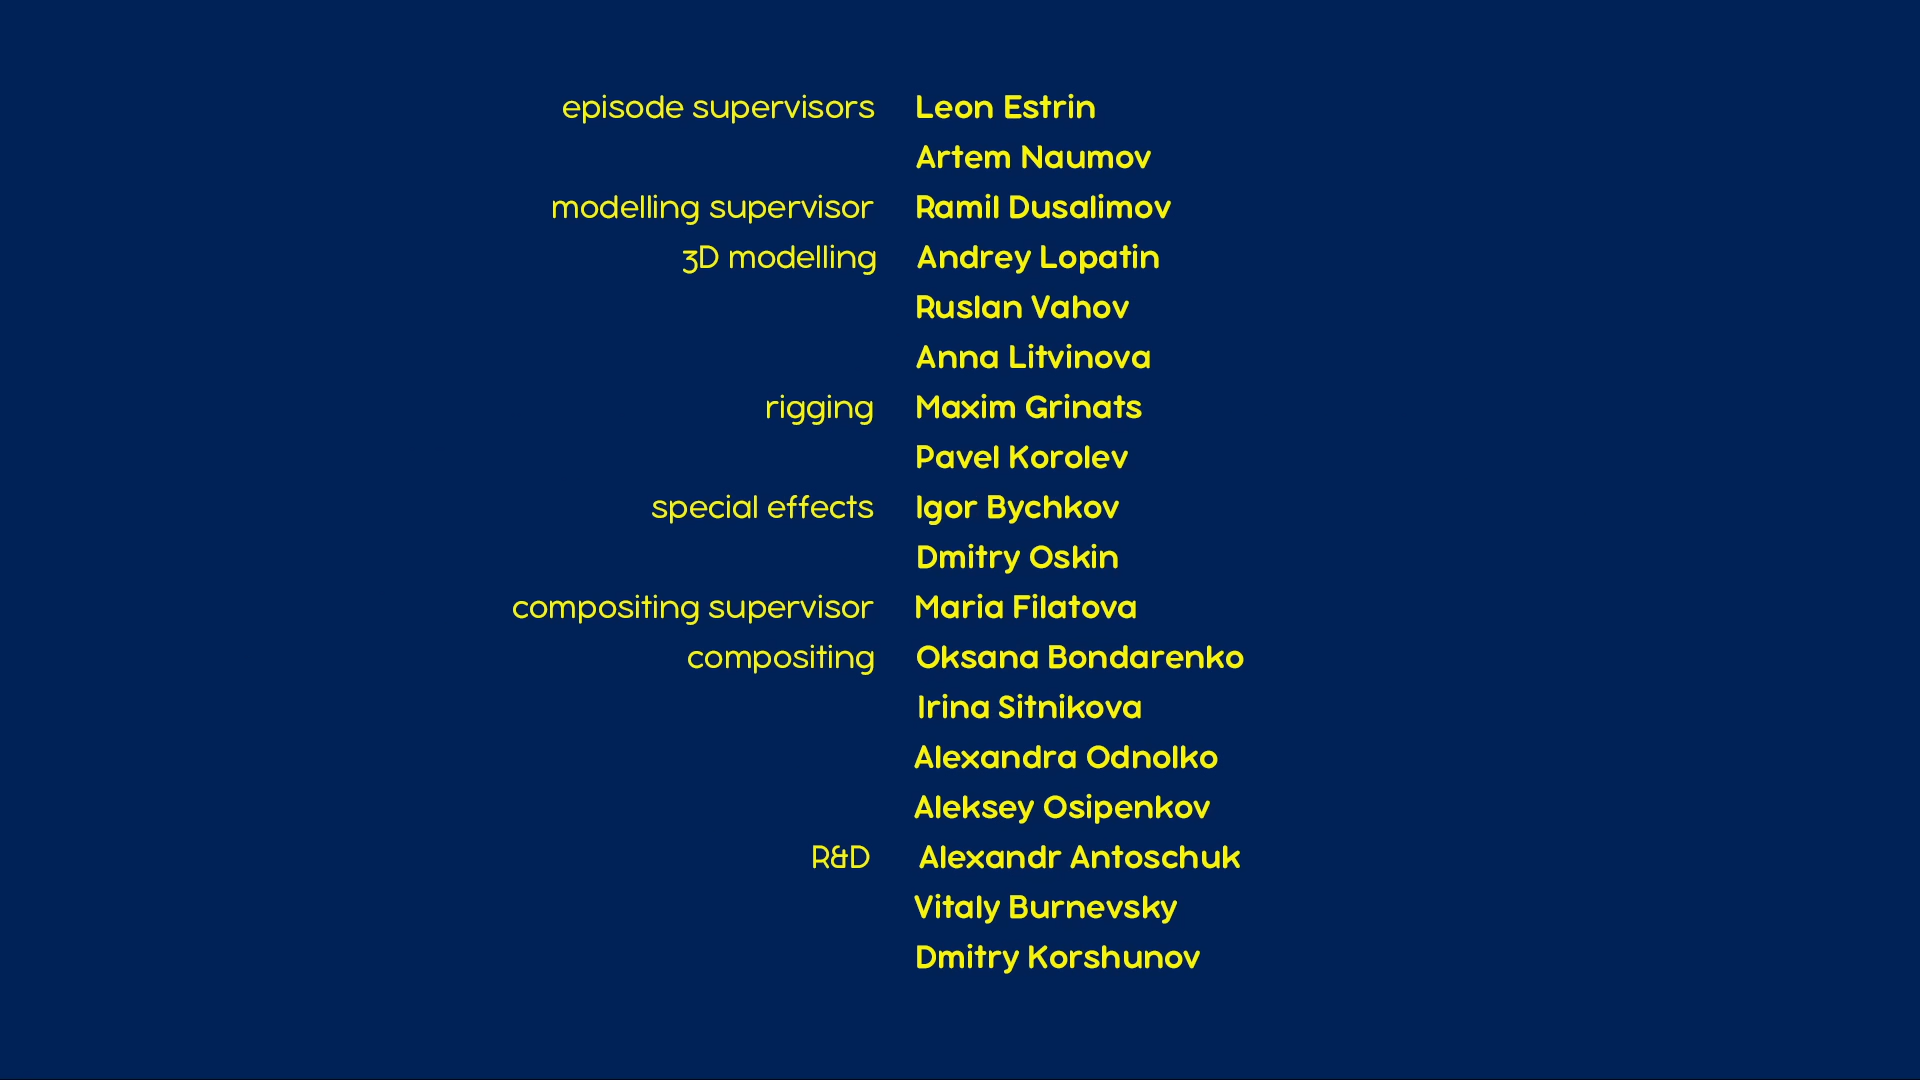 episode supervisors Leon Estrin
Artem Naumov
modelling supervisor Ramil Dusalimov
3D modelling Andrey Lopatin
Ruslan Vahov
Anna Litvinova
rigging Maxim Grinats
Pavel Korolev
special effects Igor Bychkov
Dmitry Oskin
compositing supervisor Maria Filatova
compositing Oksana Bondarenko
Irina Sitnikova
Alexandra Odnolko
Aleksey Osipenkov
R&D Alexandr Antoschuk
Vitaly Burnevsky
Dmitry Korshunov